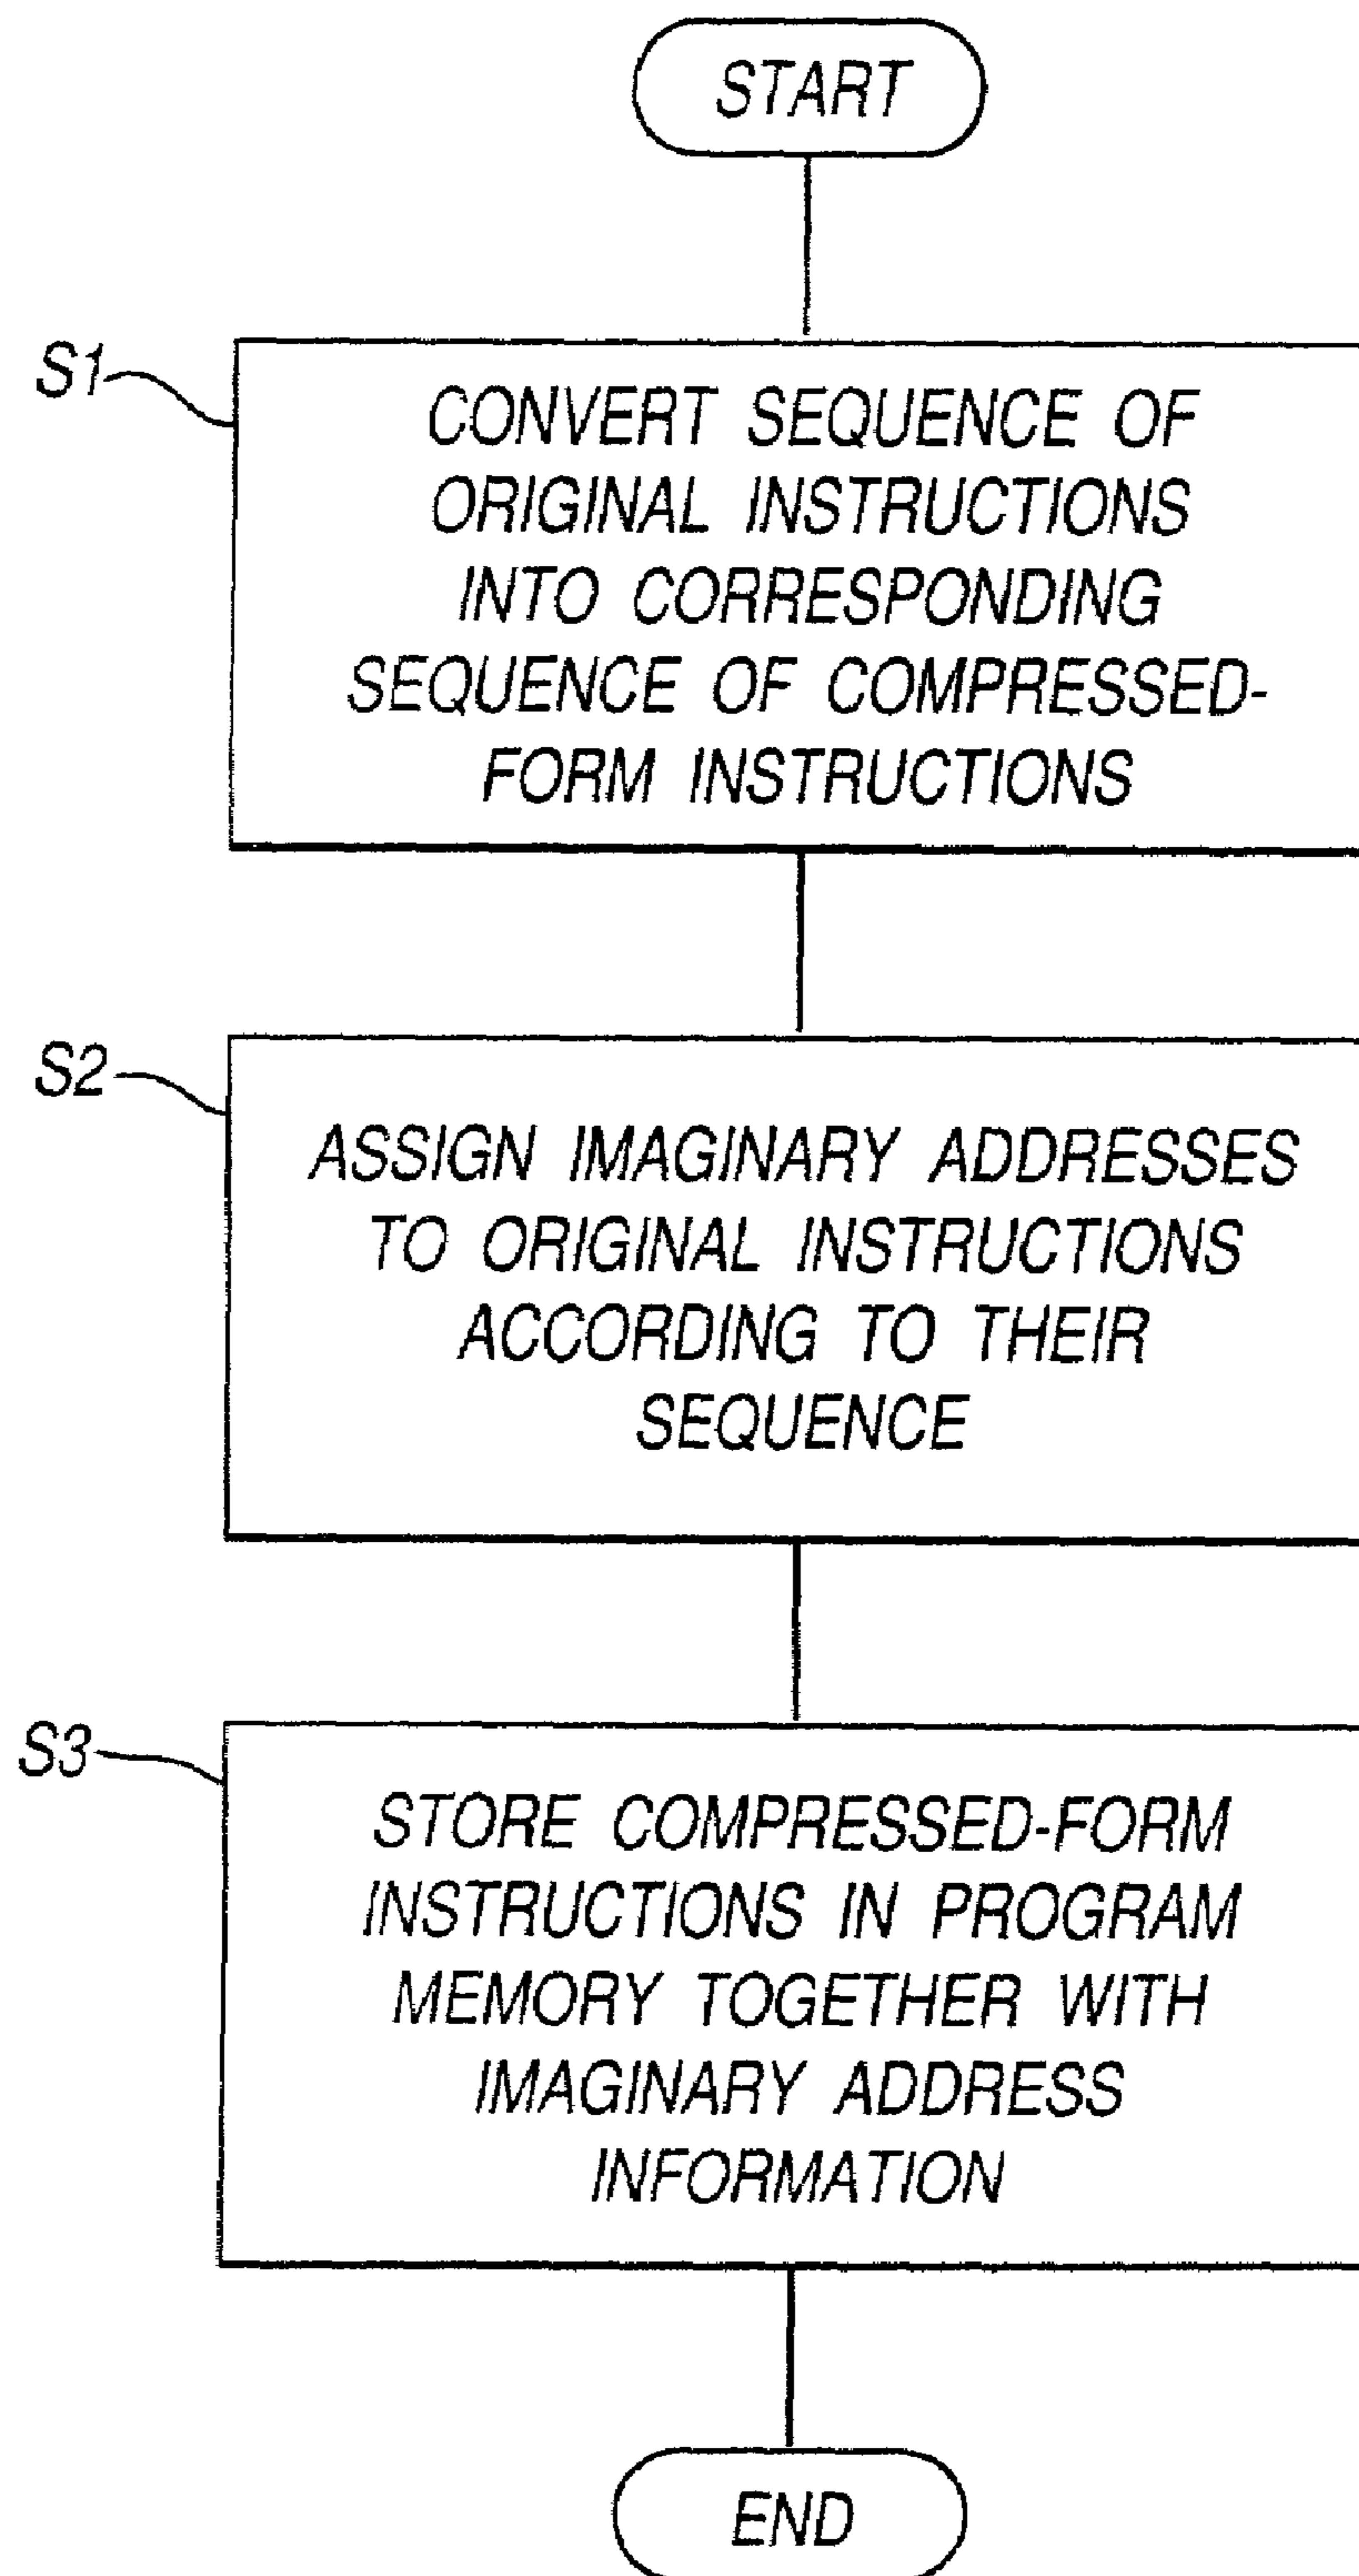 START
S1
CONVERT SEQUENCE OF
ORIGINAL INSTRUCTIONS
INTO CORRESPONDING
SEQUENCE OF COMPRESSED-
FORM INSTRUCTIONS
S2
ASSIGN IMAGINARY ADDRESSES
TO ORIGINAL INSTRUCTIONS
ACCORDING TO THEIR
SEQUENCE
S3
STORE COMPRESSED-FORM
INSTRUCTIONS IN PROGRAM
MEMORY TOGETHER WITH
IMAGINARY ADDRESS
INFORMATION
END